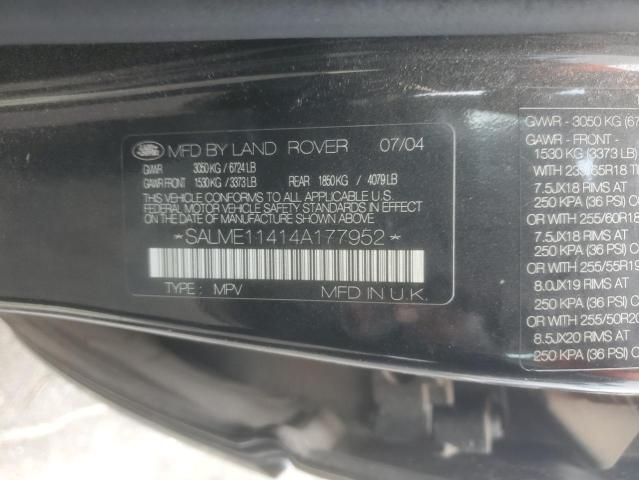 MFD BY LAND ROVER 07/04
GVWR 3050 KG / 6724 LB
GAWR FRONT 1530 KG / 3373 LB REAR 1850 KG / 4079 LB
THIS VEHICLE CONFORMS TO ALL APPLICABLE U.S.
FEDERAL MOTOR VEHICLE SAFETY STANDARDS IN EFFECT
ON THE DATE OF MANUFACTURE SHOWN ABOVE.
*SALME11414A177952*
TYPE: MPV MFD IN U.K.
GVWR - 3050 KG (67
GAWR - FRONT -
1530 KG (3373 LB)
WITH 235/65R18 TI
7.5JX18 RIMS AT
250 KPA (36 PSI) C
OR WITH 255/60R18
7.5JX18 RIMS AT
250 KPA (36 PSI) C
OR WITH 255/55R19
8.0JX19 RIMS AT
250 KPA (36 PSI) C
OR WITH 255/50R20
8.5JX20 RIMS AT
250 KPA (36 PSI) CO